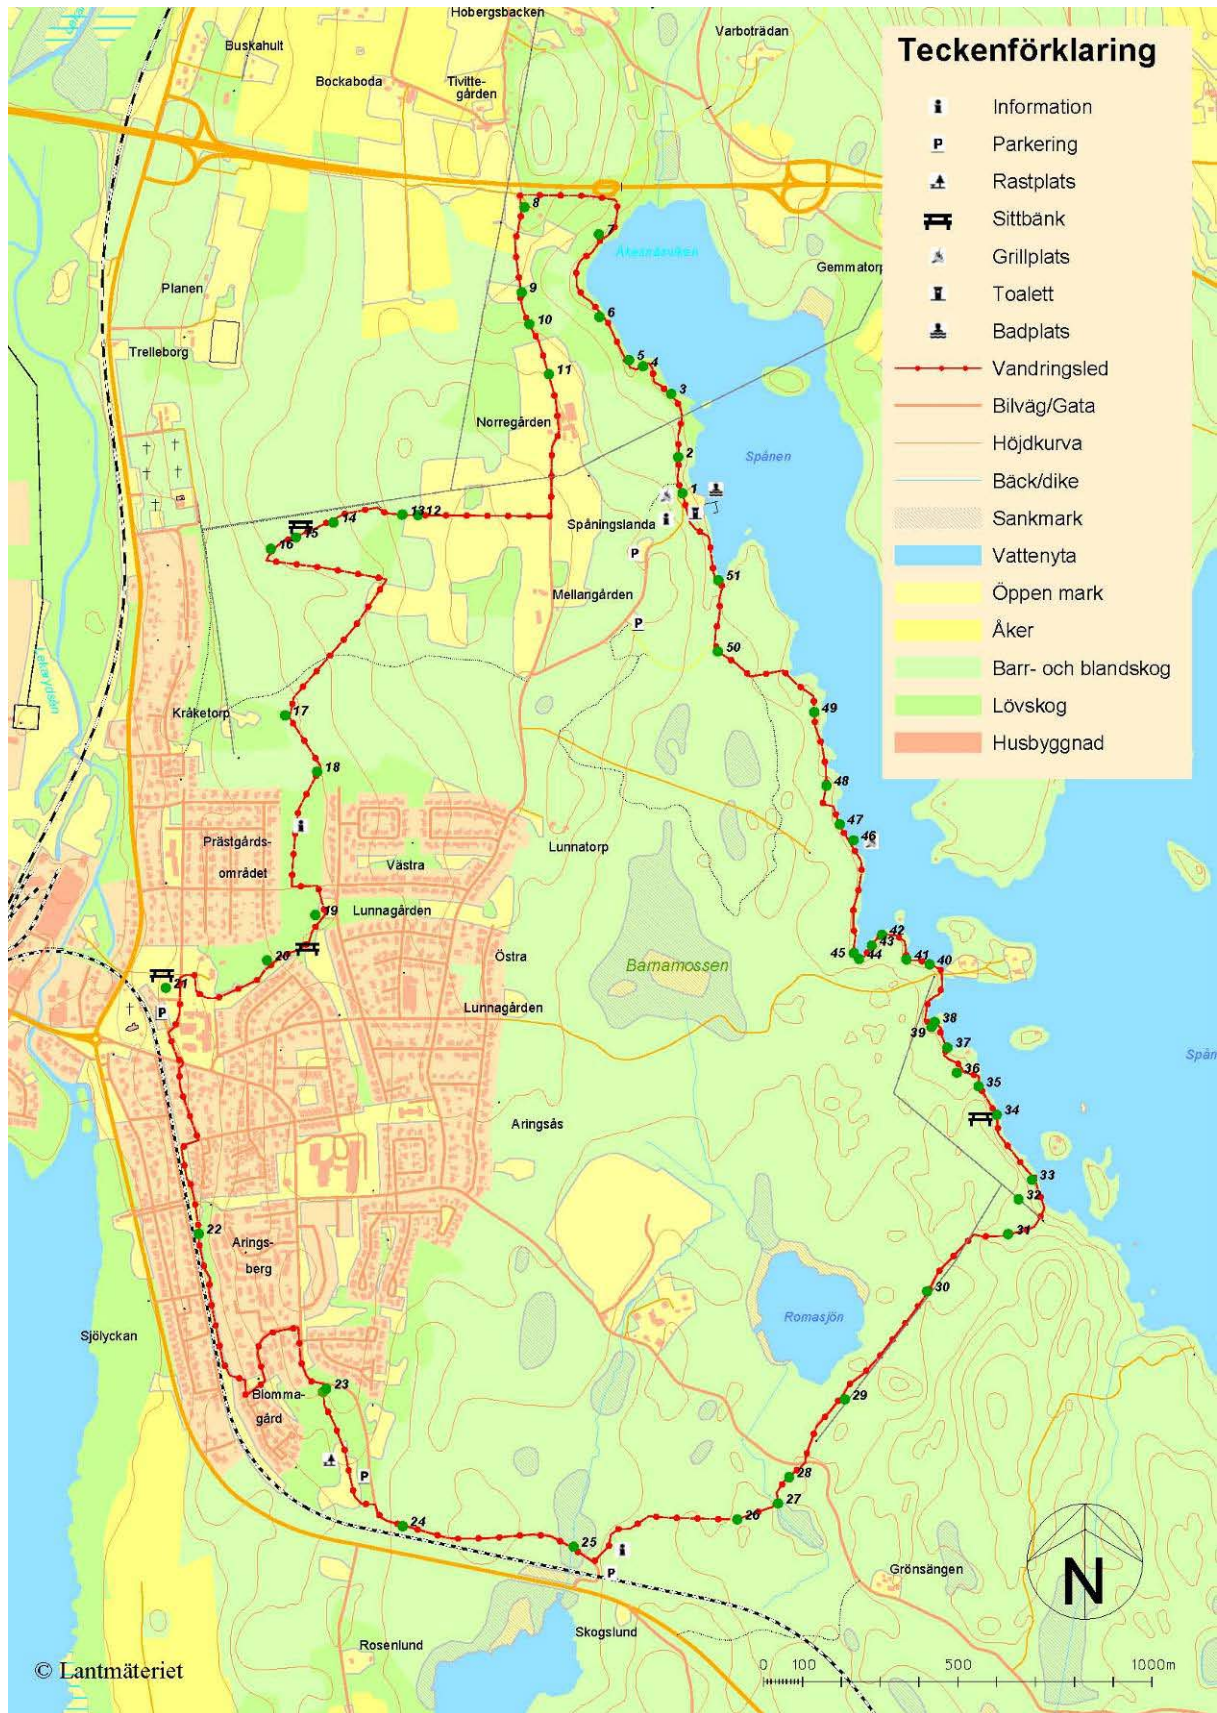 Hobergsbacken
Buskahult
Varboträdan
Bockaboda
Tivitte-
gården
Teckenförklaring
Information
Parkering
Rastplats
Sittbänk
Grillplats
Toalett
Badplats
Vandringsled
Bilväg/Gata
Höjdkurva
Bäck/dike
Sankmark
Vattenyta
Öppen mark
Åker
Barr- och blandskog
Lövskog
Husbyggnad
8
7
Åkesnäsviken
Gemmatorp
Planen
9
10
6
Trelleborg
5
4
11
3
Norregården
2
Spånen
1
14
13
12
Spåningslanda
15
16
P
51
Mellangården
P
50
Lekarydsån
17
Kråketorp
49
18
48
47
46
Prästgårds-
området
Lunnatorp
Västra
19
Lunnagården
42
43
45
44
41
40
20
Östra
Barnamossen
21
Lunnagården
P
38
39
37
36
35
34
Aringsås
33
32
31
22
Arings-
berg
30
Romasjön
Sjölyckan
23
Blomma-
gård
29
P
28
27
24
26
25
P
Grönsängen
N
Skogslund
Rosenlund
© Lantmäteriet
0 100 500 1000m